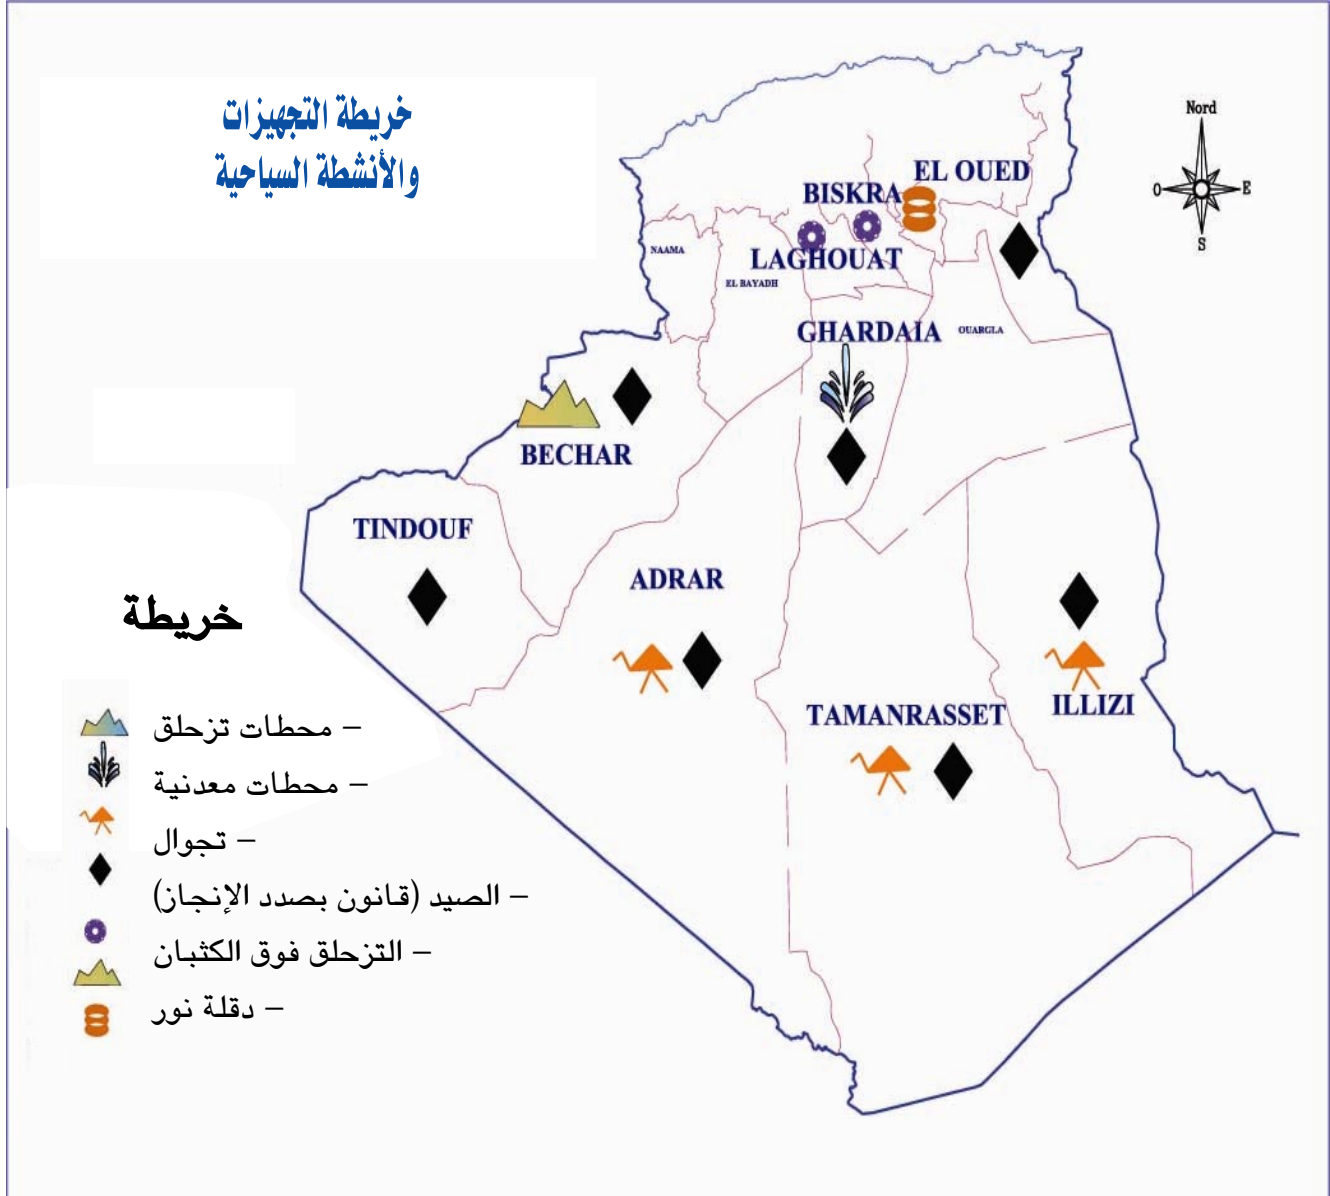 خريطة التجهيزات
والأنشطة السياحية
Nord
O
E
S
EL OUED
BISKRA
NAAMA
LAGHOUAT
EL BAYADH
GHARDAIA
OUARGLA
BECHAR
TINDOUF
ADRAR
ILLIZI
TAMANRASSET
خريطة
– محطات تزحلق
– محطات معدنية
– تجوال
– الصيد (قانون بصدد الإنجاز)
– التزحلق فوق الكثبان
– دقلة نور